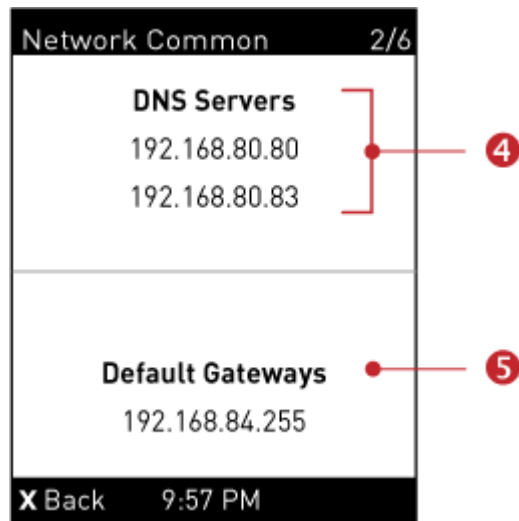 Network Common 2/6
DNS Servers
192.168.80.80
4
192.168.80.83
Default Gateways
5
192.168.84.255
X Back 9:57 PM